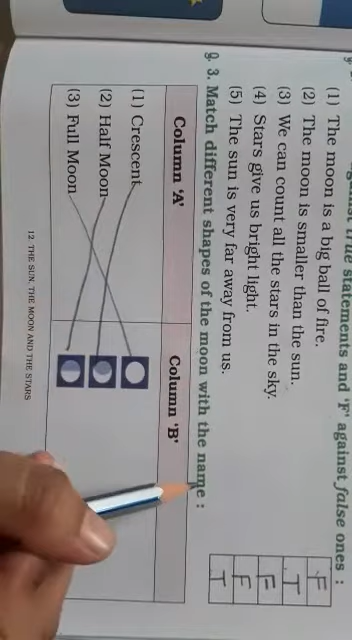 against true statements and 'F' against false ones :
(1) The moon is a big ball of fire. F
(2) The moon is smaller than the sun. T
(3) We can count all the stars in the sky. F
(4) Stars give us bright light. F
(5) The sun is very far away from us. T
Q. 3. Match different shapes of the moon with the name :
Column 'A' Column 'B'
(1) Crescent
(2) Half Moon
(3) Full Moon
12. THE SUN, THE MOON AND THE STARS